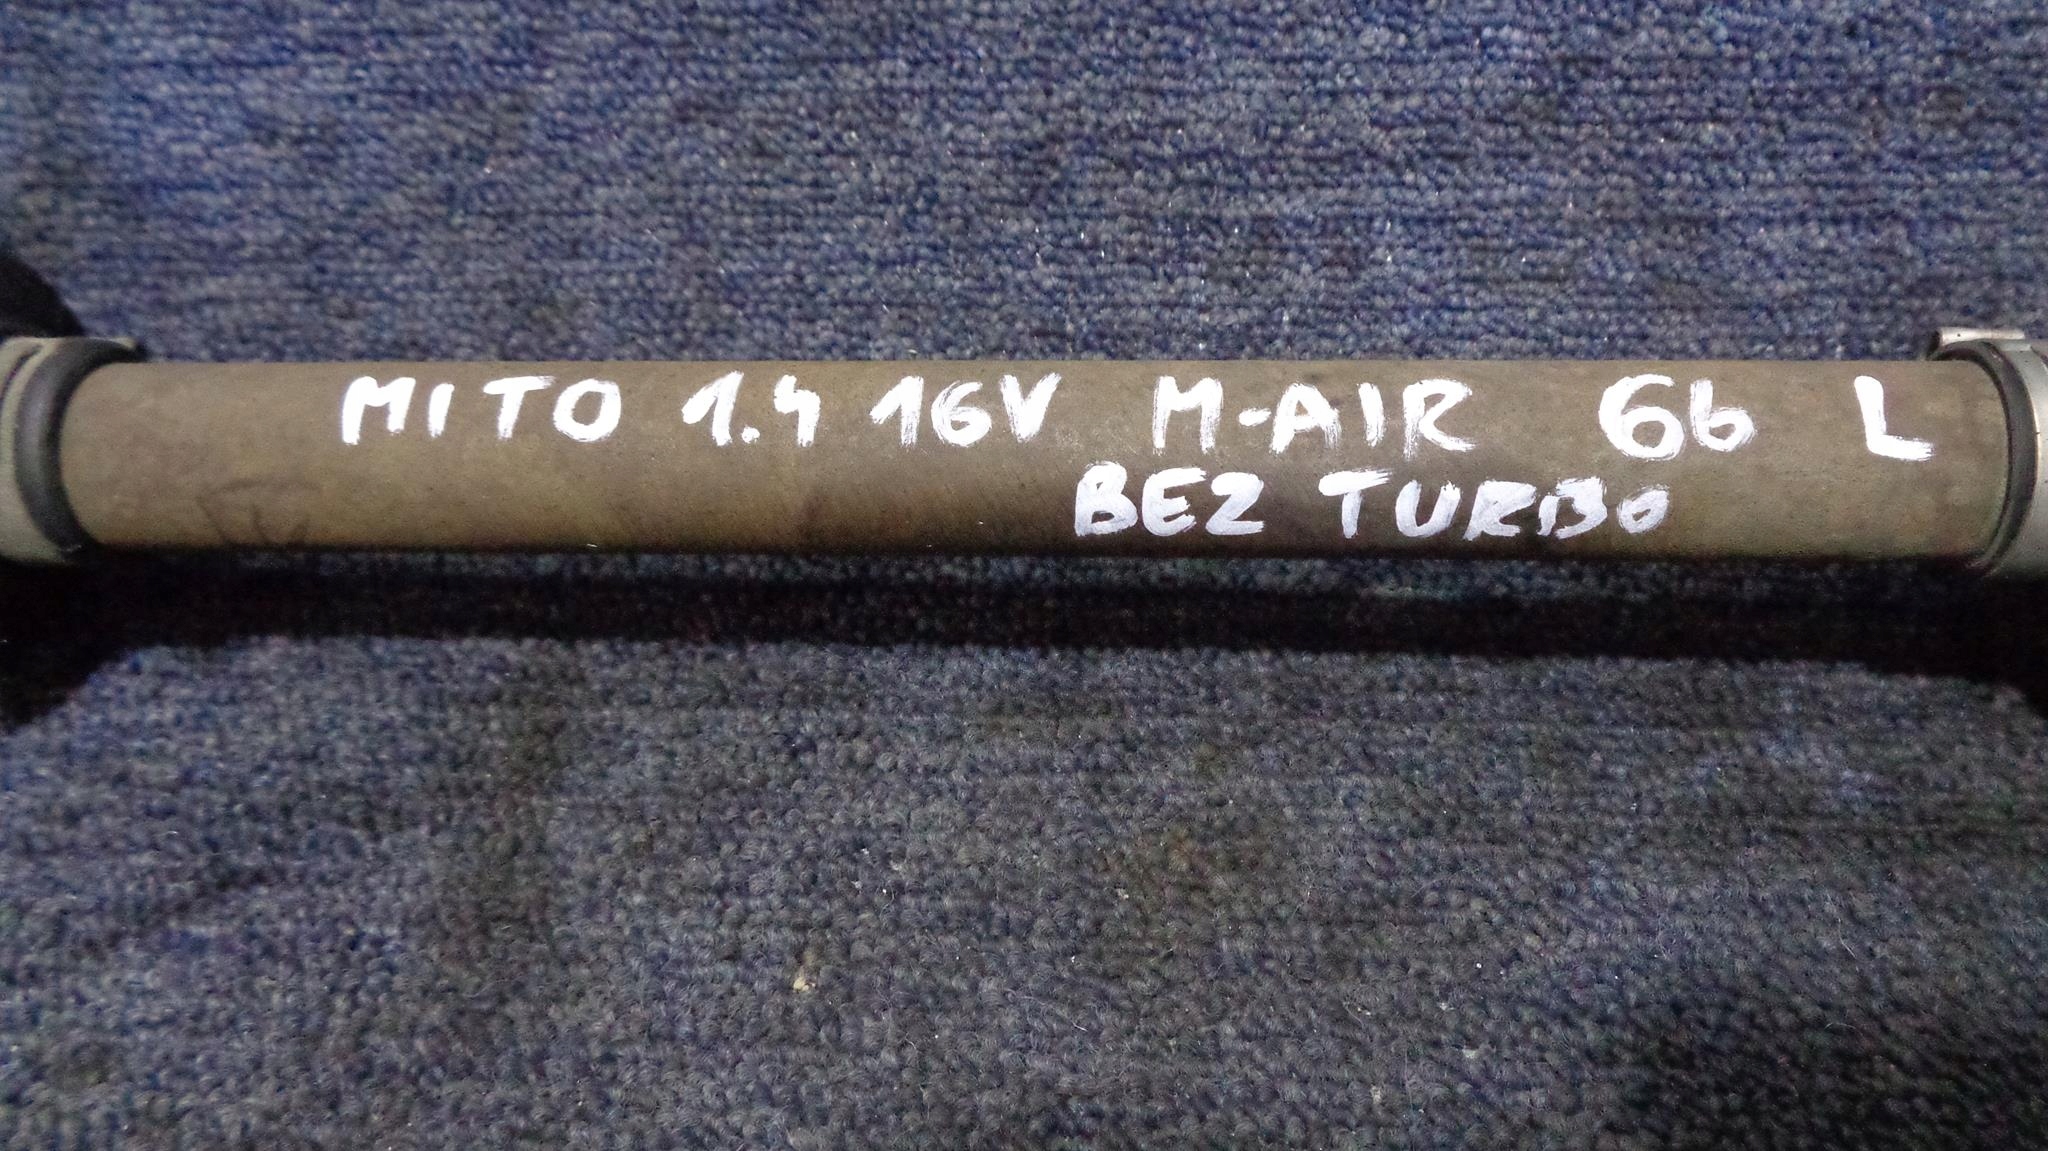 MITO 1.4 16V M-AIR 6b L
BEZ TURBO